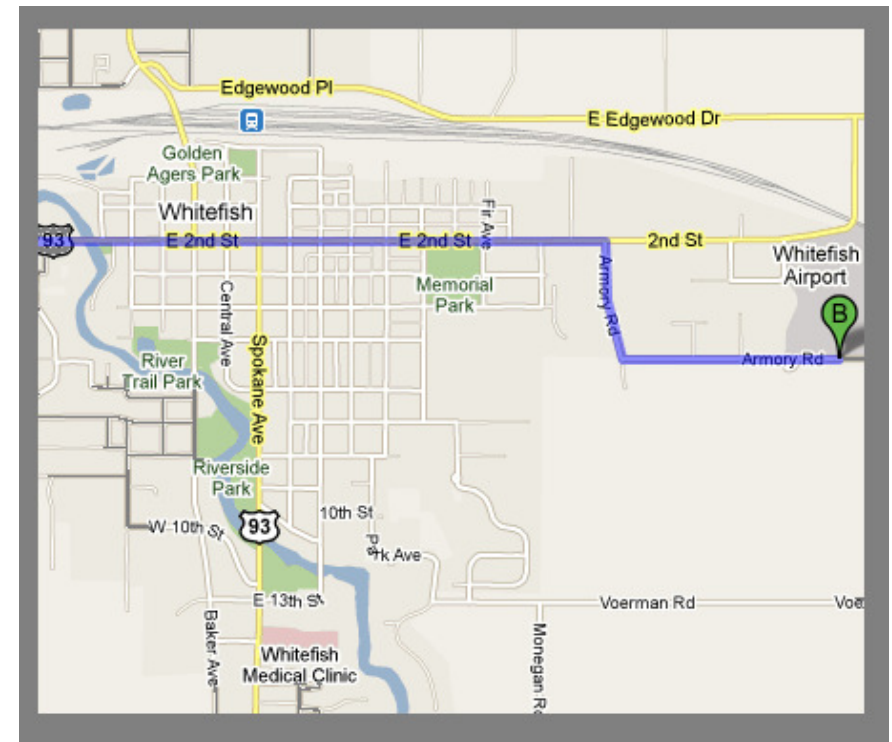 Edgewood Pl
E Edgewood Dr
Golden
Agers Park
Whitefish
Fir Ave
93
E 2nd St
E 2nd St
2nd St
Whitefish
Airport
Armory Rd
Memorial
Park
Central Ave
B
Spokane Ave
River
Trail Park
Armory Rd
Riverside
Park
10th St
W 10th St
93
Park Ave
E 13th St
Voerman Rd
Baker Ave
Whitefish
Medical Clinic